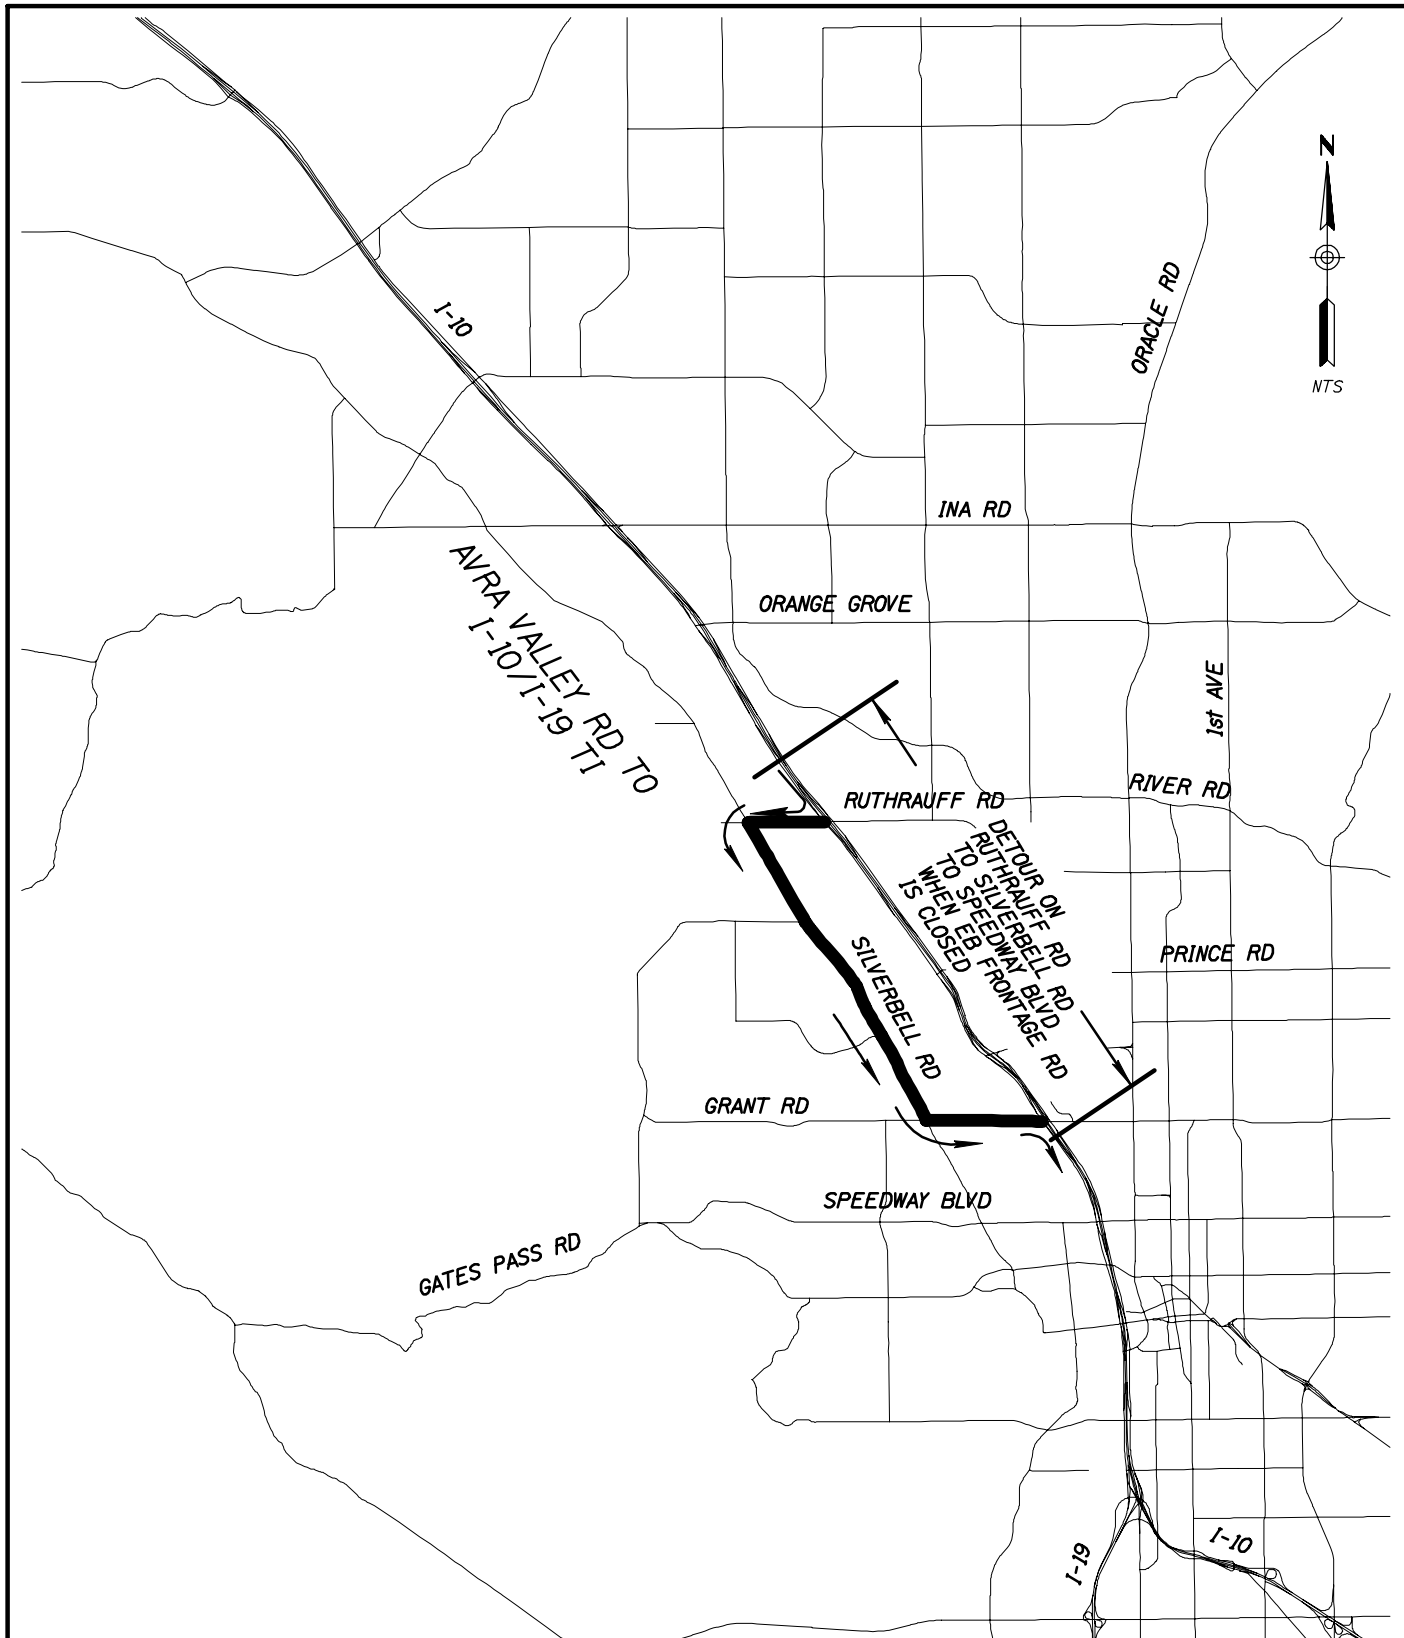 N
NTS
I-10
ORACLE RD
INA RD
AVRA VALLEY RD TO
I-10/I-19 TI
ORANGE GROVE
1st AVE
RIVER RD
RUTHRAUFF RD
DETOUR ON
RUTHRAUFF RD
TO SILVERBELL RD
TO SPEEDWAY BLVD
WHEN EB FRONTAGE RD
IS CLOSED
PRINCE RD
SILVERBELL RD
GRANT RD
SPEEDWAY BLVD
GATES PASS RD
I-19
I-10